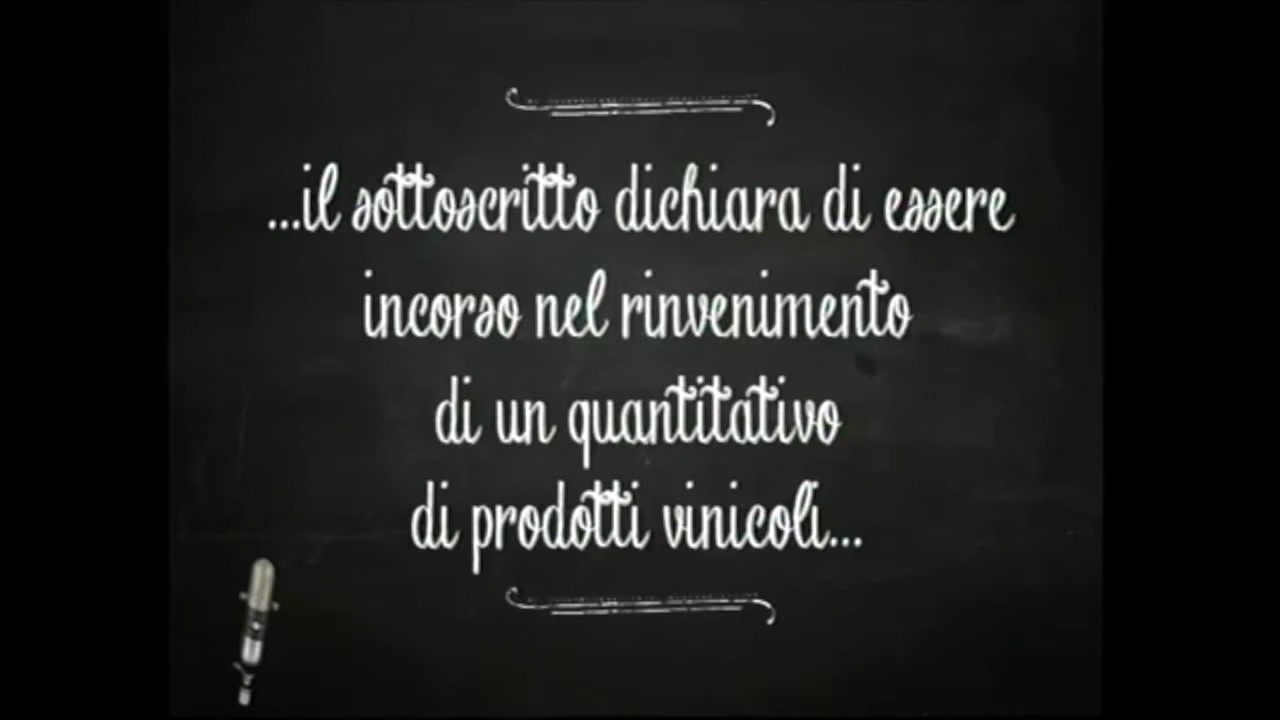 ...il sottoscritto dichiara di essere
incorso nel rinvenimento
di un quantitativo
di prodotti vinicoli...